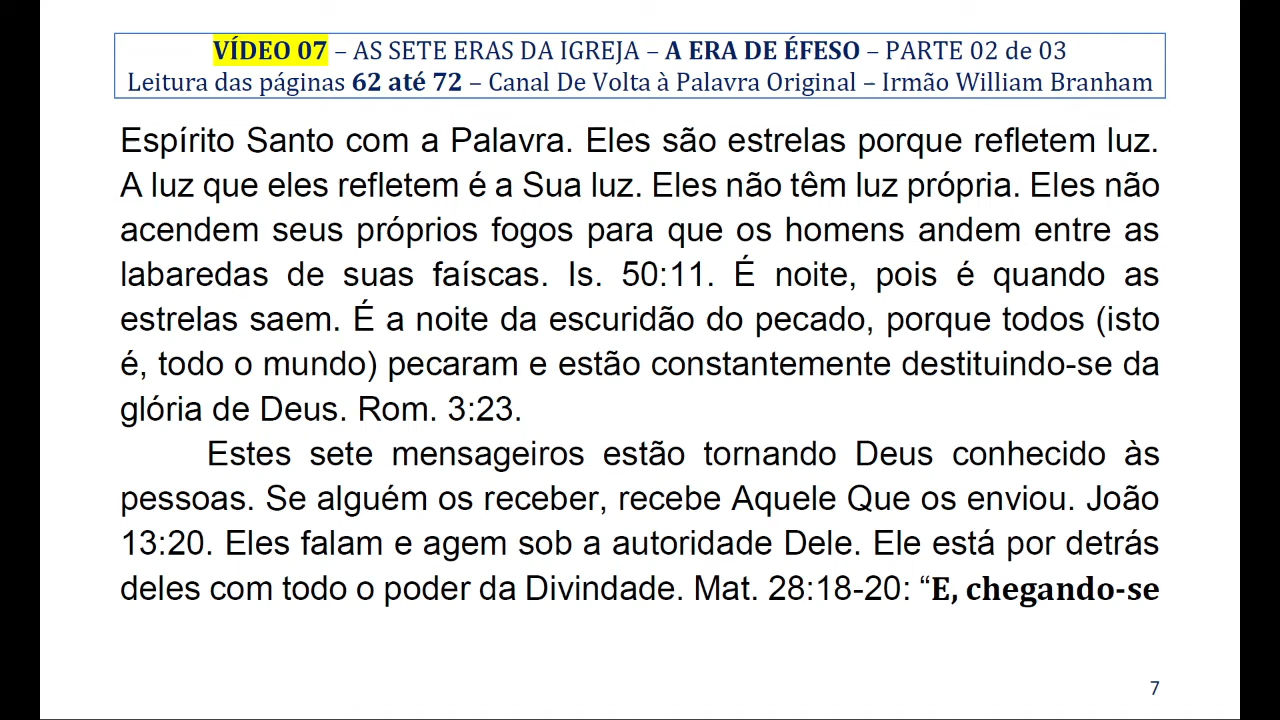 VÍDEO 07 – AS SETE ERAS DA IGREJA – A ERA DE ÉFESO – PARTE 02 de 03
Leitura das páginas 62 até 72 – Canal De Volta à Palavra Original – Irmão William Branham
Espírito Santo com a Palavra. Eles são estrelas porque refletem luz.
A luz que eles refletem é a Sua luz. Eles não têm luz própria. Eles não
acendem seus próprios fogos para que os homens andem entre as
labaredas de suas faíscas. Is. 50:11. É noite, pois é quando as
estrelas saem. É a noite da escuridão do pecado, porque todos (isto
é, todo o mundo) pecaram e estão constantemente destituindo-se da
glória de Deus. Rom. 3:23.
Estes sete mensageiros estão tornando Deus conhecido às
pessoas. Se alguém os receber, recebe Aquele Que os enviou. João
13:20. Eles falam e agem sob a autoridade Dele. Ele está por detrás
deles com todo o poder da Divindade. Mat. 28:18-20: “E, chegando-se
7